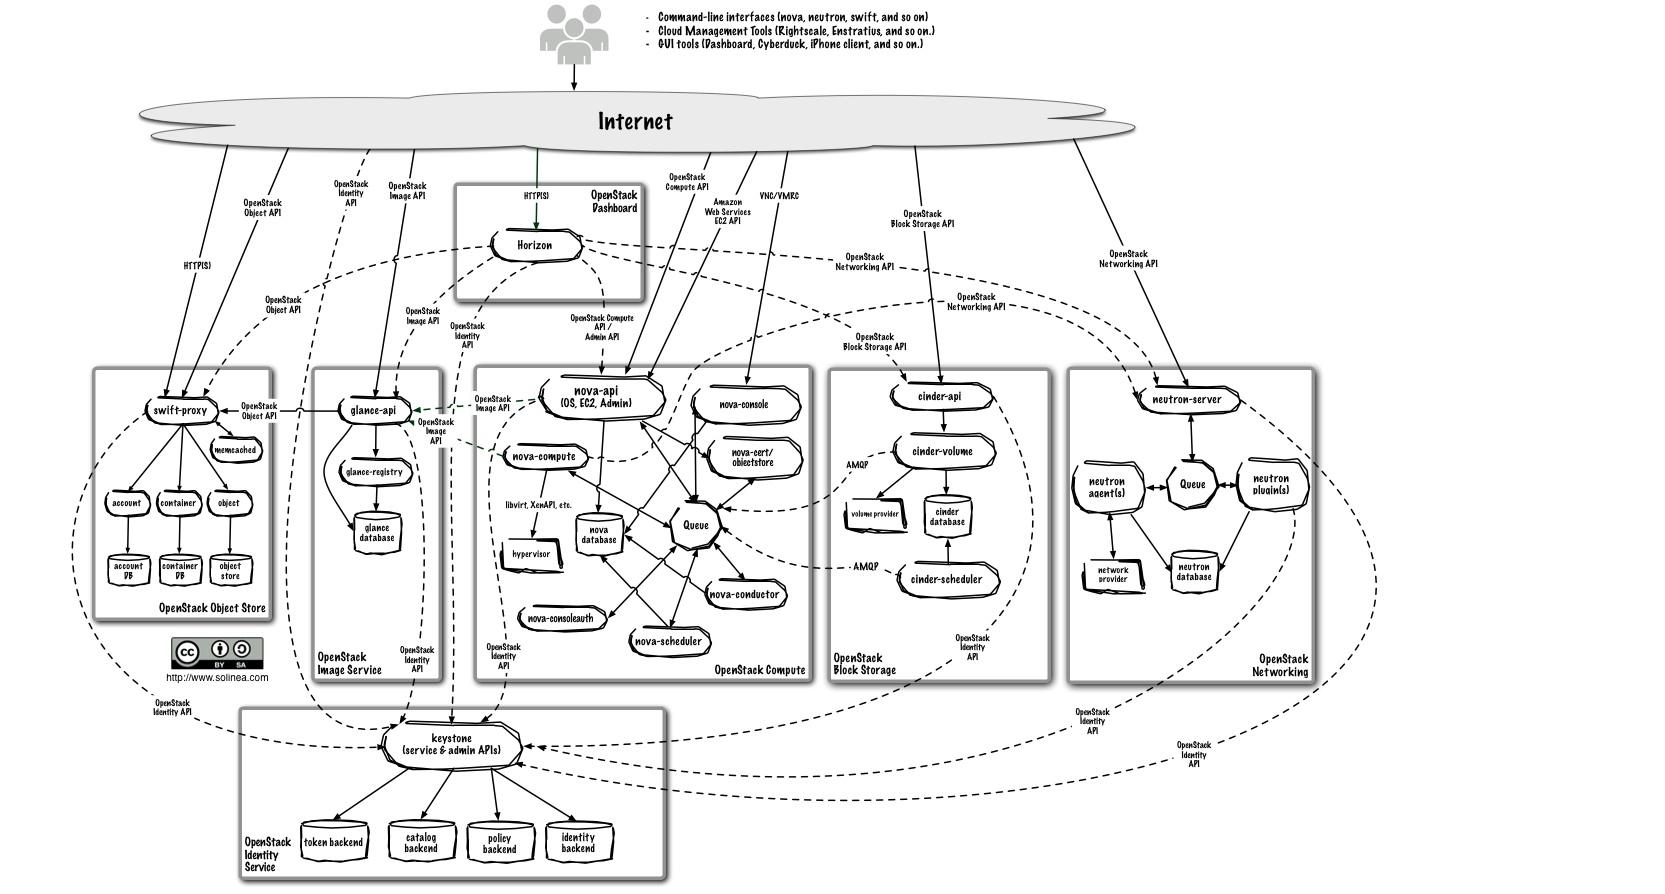 - Command-line interfaces (nova, neutron, swift, and so on)
- Cloud Management Tools (Rightscale, Enstratius, and so on.)
- GUI tools (Dashboard, Cyberduck, iPhone client, and so on.)
Internet
HTTP(S)
OpenStack
Object API
OpenStack
Identity
API
OpenStack
Image API
HTTP(S)
OpenStack
Dashboard
Horizon
OpenStack
Compute API
Amazon
Web Services
EC2 API
VNC/VMRC
OpenStack
Block Storage API
OpenStack
Networking API
OpenStack
Networking API
OpenStack
Networking API
OpenStack
Object API
OpenStack
Image API
OpenStack
Identity
API
OpenStack Compute
API /
Admin API
OpenStack
Block Storage API
swift-proxy
OpenStack
Object API
memcached
account
container
object
account
DB
container
DB
object
store
OpenStack Object Store
glance-api
glance-registry
glance
database
OpenStack
Identity
API
OpenStack
Image Service
OpenStack
Image API
OpenStack
Image
API
nova-api
(OS, EC2, Admin)
nova-console
nova-compute
nova-cert/
objectstore
libvirt, XenAPI, etc.
hypervisor
nova
database
Queue
nova-conductor
nova-consoleauth
nova-scheduler
OpenStack
Identity
API
OpenStack Compute
cinder-api
cinder-volume
AMQP
volume provider
cinder
database
AMQP
cinder-scheduler
OpenStack
Identity
API
OpenStack
Block Storage
neutron-server
neutron
agent(s)
Queue
neutron
plugin(s)
network
provider
neutron
database
OpenStack
Networking
cc
BY SA
http://www.solinea.com
OpenStack
Identity API
OpenStack
Identity
API
OpenStack
Identity
API
keystone
(service & admin APIs)
token backend
catalog
backend
policy
backend
identity
backend
OpenStack
Identity
Service